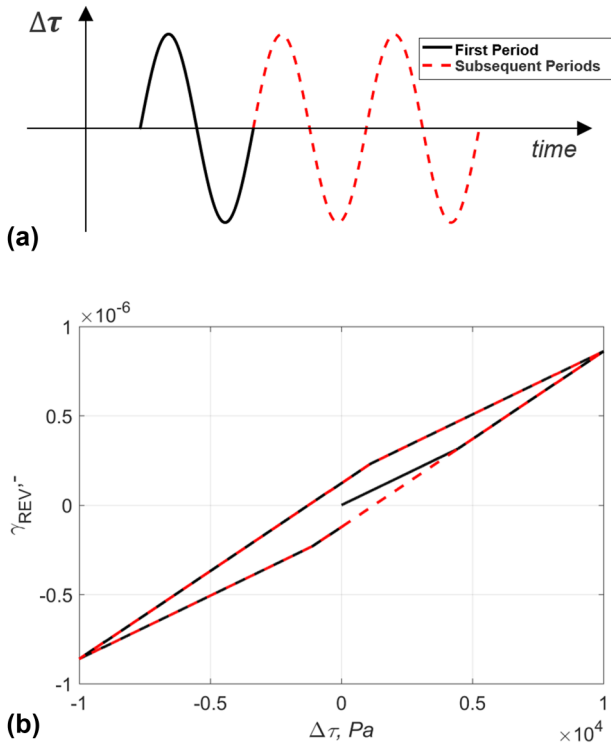 Δτ
First Period
Subsequent Periods
time
(a)
×10⁻⁶
1
0.5
0
-0.5
-1
γREV,-
-1
-0.5
0
0.5
1
Δτ, Pa
×10⁴
(b)